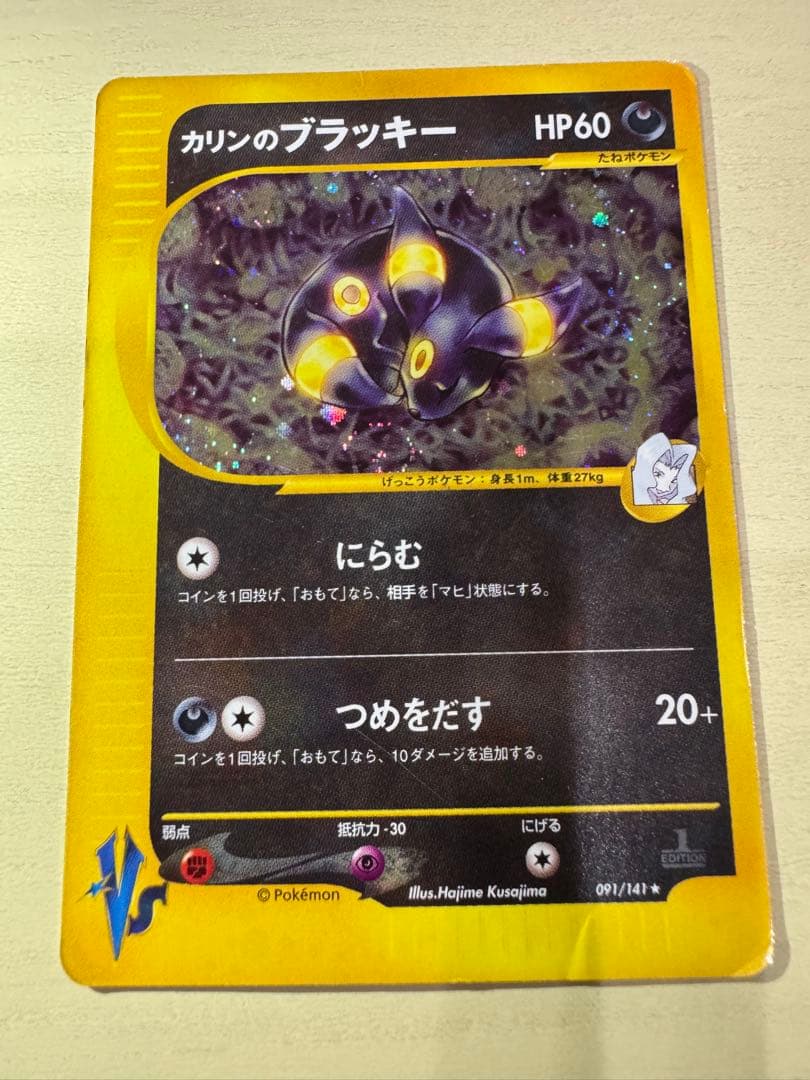 カリンのブラッキー HP60
たねポケモン
げっこうポケモン：身長1m、体重27kg
にらむ
コインを1回投げ、「おもて」なら、相手を「マヒ」状態にする。
つめをだす 20+
コインを1回投げ、「おもて」なら、10ダメージを追加する。
弱点 抵抗力-30 にげる
1
EDITION
VS
©Pokémon Illus.Hajime Kusajima 091/141★